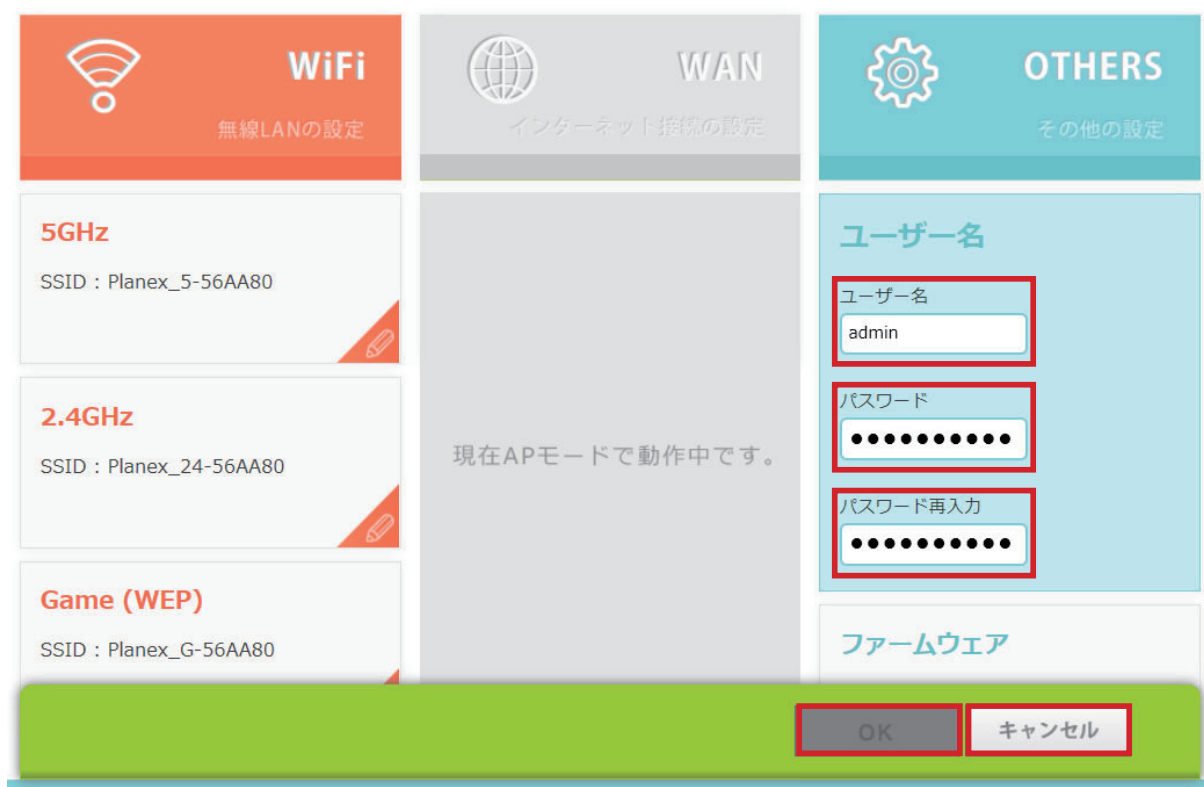 WiFi
無線LANの設定
WAN
インターネット接続の設定
OTHERS
その他の設定
5GHz
SSID : Planex_5-56AA80
2.4GHz
SSID : Planex_24-56AA80
Game (WEP)
SSID : Planex_G-56AA80
現在APモードで動作中です。
ユーザー名
ユーザー名
admin
パスワード
●●●●●●●●●●
パスワード再入力
●●●●●●●●●●
ファームウェア
OK
キャンセル